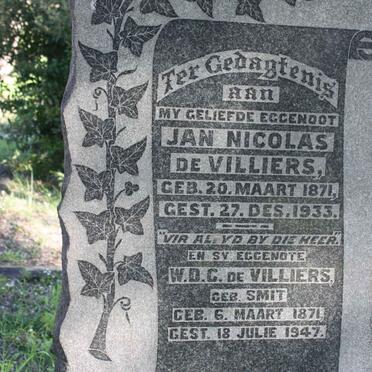 Ter Gedagtenis
aan
MY GELIEFDE EGGENOOT
JAN NICOLAS
DE VILLIERS,
GEB. 20. MAART 1871,
GEST. 27. DES. 1933.
"VIR ALTYD BY DIE HEER.
EN SY EGGENOTE
W.D.C. DE VILLIERS,
GEB. SMIT
GEB. 6. MAART 1871,
GEST. 18 JULIE 1947.